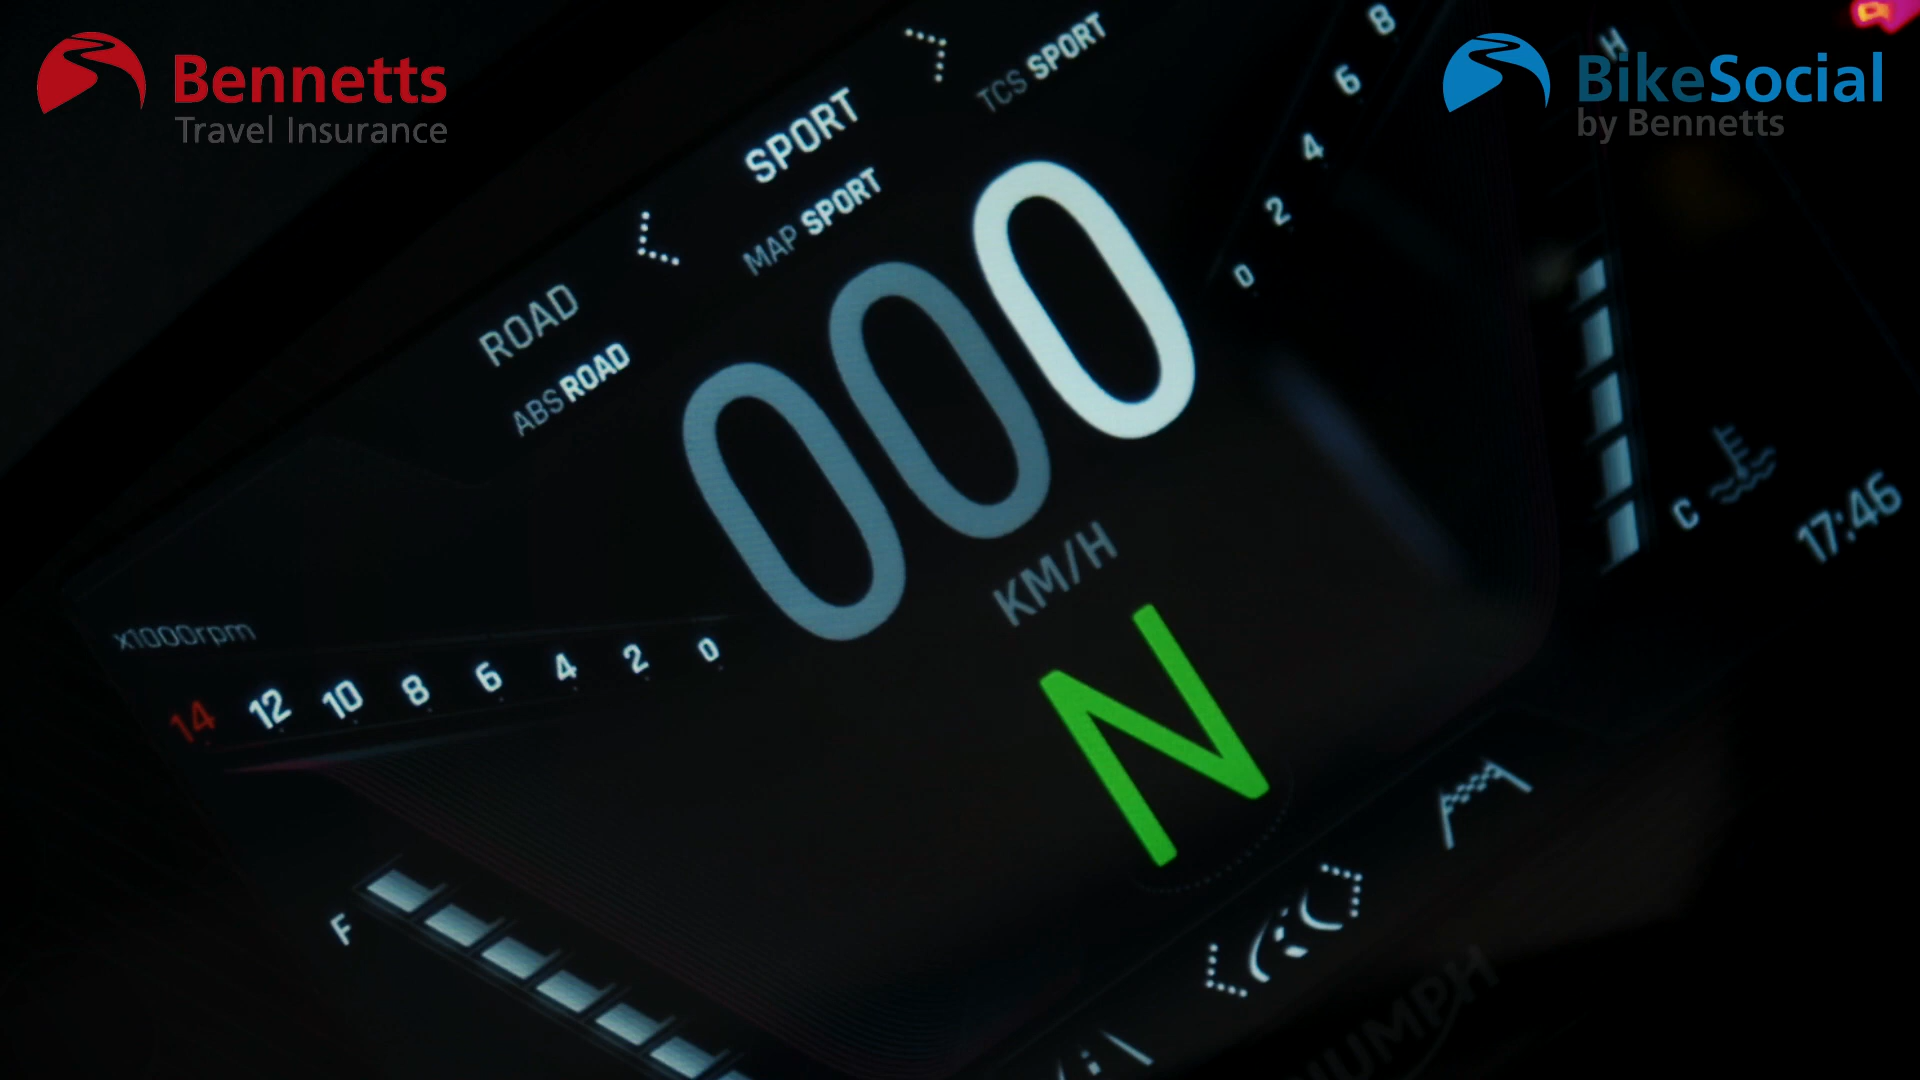 Bennetts
Travel Insurance
BikeSocial
by Bennetts
ROAD
SPORT
ABS ROAD
MAP SPORT
TCS SPORT
000
KM/H
N
x1000rpm
14 12 10 8 6 4 2 0
0 2 4 6 8
H
C
17:46
F